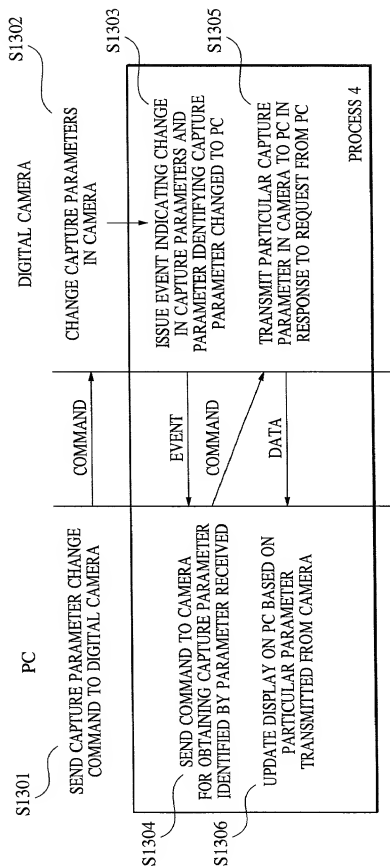 PC
DIGITAL CAMERA
S1301
SEND CAPTURE PARAMETER CHANGE
COMMAND TO DIGITAL CAMERA
COMMAND
S1302
CHANGE CAPTURE PARAMETERS
IN CAMERA
S1303
ISSUE EVENT INDICATING CHANGE
IN CAPTURE PARAMETERS AND
PARAMETER IDENTIFYING CAPTURE
PARAMETER CHANGED TO PC
EVENT
S1304
SEND COMMAND TO CAMERA
FOR OBTAINING CAPTURE PARAMETER
IDENTIFIED BY PARAMETER RECEIVED
COMMAND
S1305
TRANSMIT PARTICULAR CAPTURE
PARAMETER IN CAMERA TO PC IN
RESPONSE TO REQUEST FROM PC
DATA
S1306
UPDATE DISPLAY ON PC BASED ON
PARTICULAR PARAMETER
TRANSMITTED FROM CAMERA
PROCESS 4